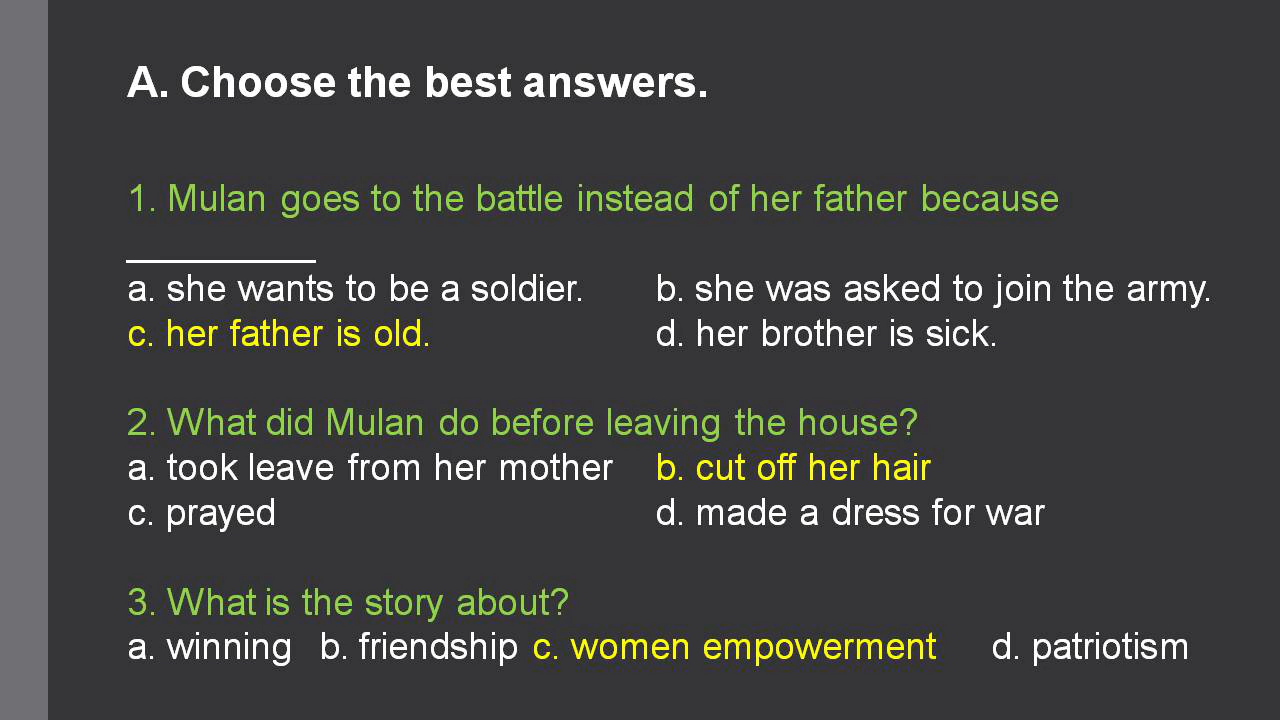 A. Choose the best answers.
1. Mulan goes to the battle instead of her father because
_________
a. she wants to be a soldier. b. she was asked to join the army.
c. her father is old. d. her brother is sick.
2. What did Mulan do before leaving the house?
a. took leave from her mother b. cut off her hair
c. prayed d. made a dress for war
3. What is the story about?
a. winning b. friendship c. women empowerment d. patriotism